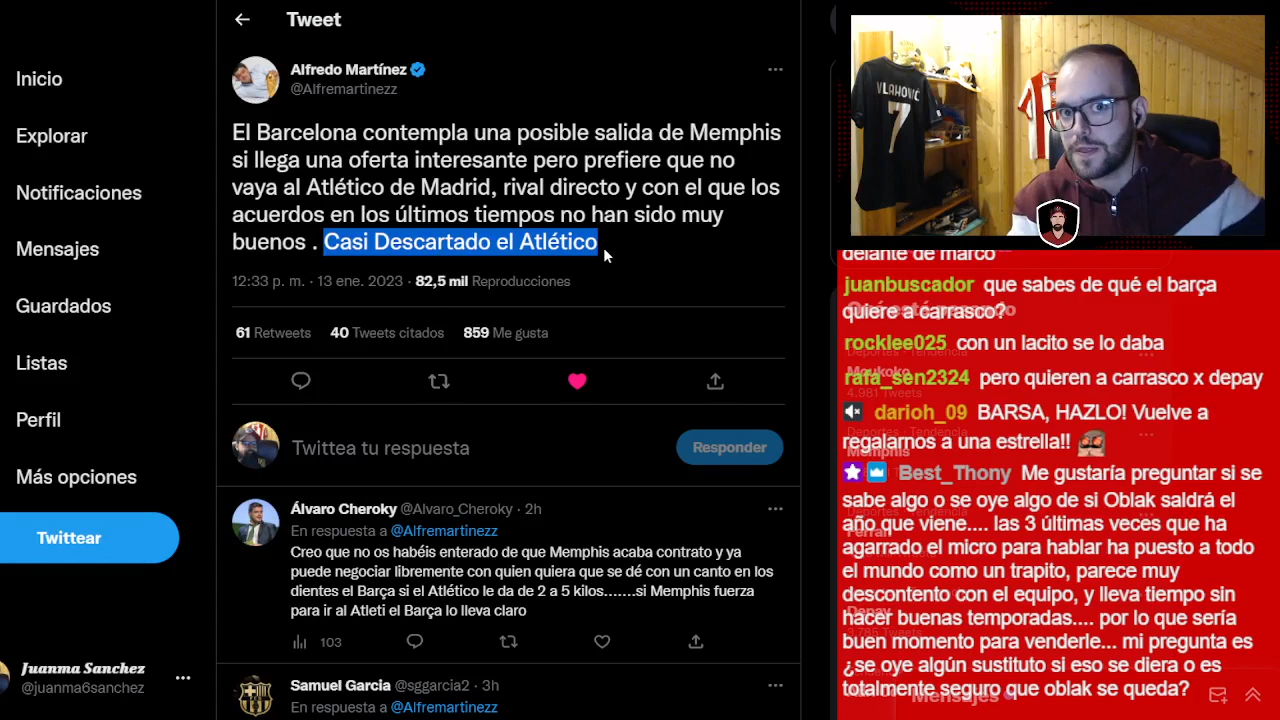 Tweet
Inicio
Explorar
Notificaciones
Mensajes
Guardados
Listas
Perfil
Más opciones
Twittear
Juanma Sanchez
@juanma6sanchez
Alfredo Martínez
@Alfremartinezz
El Barcelona contempla una posible salida de Memphis
si llega una oferta interesante pero prefiere que no
vaya al Atlético de Madrid, rival directo y con el que los
acuerdos en los últimos tiempos no han sido muy
buenos . Casi Descartado el Atlético
12:33 p. m. · 13 ene. 2023 · 82,5 mil Reproducciones
61 Retweets 40 Tweets citados 859 Me gusta
Twittea tu respuesta
Responder
Álvaro Cheroky @Alvaro_Cheroky · 2h
En respuesta a @Alfremartinezz
Creo que no os habéis enterado de que Memphis acaba contrato y ya
puede negociar libremente con quien quiera que se dé con un canto en los
dientes el Barça si el Atlético le da de 2 a 5 kilos.......si Memphis fuerza
para ir al Atleti el Barça lo lleva claro
103
Samuel Garcia @sggarcia2 · 3h
En respuesta a @Alfremartinezz
VLAHOVIĆ
7
delante de marco
juanbuscador que sabes de qué el barça
quiere a carrasco?
rocklee025 con un lacito se lo daba
rafa_sen2324 pero quieren a carrasco x depay
darioh_09 BARSA, HAZLO! Vuelve a
regalarnos a una estrella!!
Best_Thony Me gustaría preguntar si se
sabe algo o se oye algo de si Oblak saldrá el
año que viene.... las 3 últimas veces que ha
agarrado el micro para hablar ha puesto a todo
el mundo como un trapito, parece muy
descontento con el equipo, y lleva tiempo sin
hacer buenas temporadas.... por lo que sería
buen momento para venderle... mi pregunta es
¿se oye algún sustituto si eso se diera o es
totalmente seguro que oblak se queda?
Deportes · Tendencia
Moukoko
4.981 Tweets
Memphis
Ferran
Depay
3.785 Tweets
Mensajes